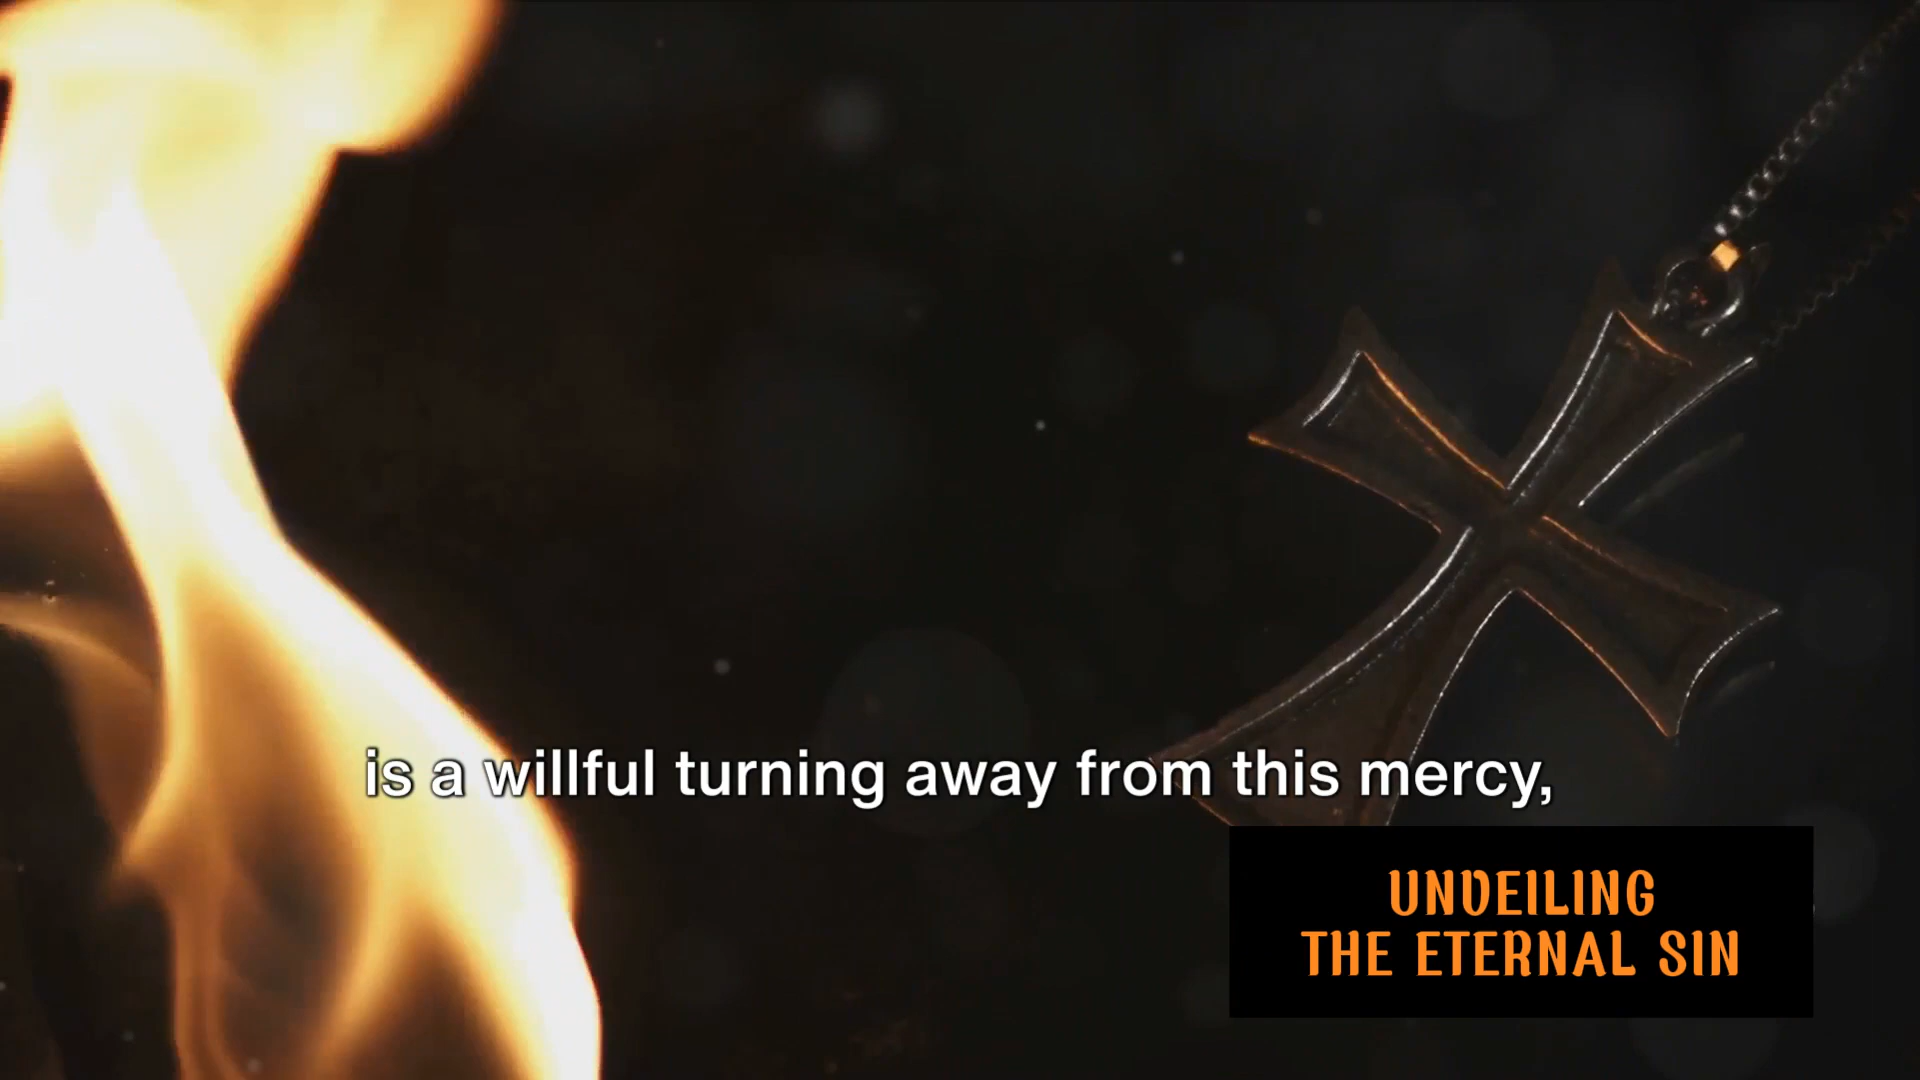 is a willful turning away from this mercy,
UNVEILING
THE ETERNAL SIN